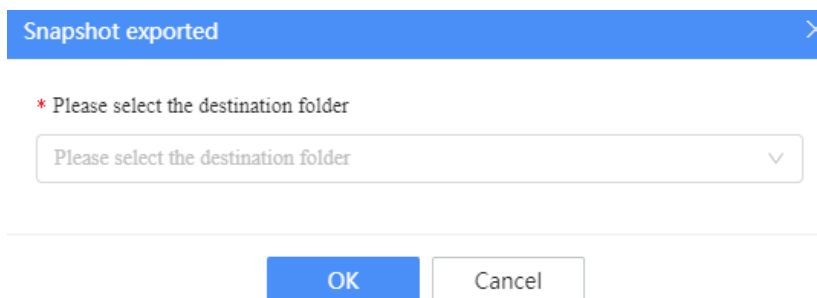 Snapshot exported
* Please select the destination folder
Please select the destination folder
OK
Cancel